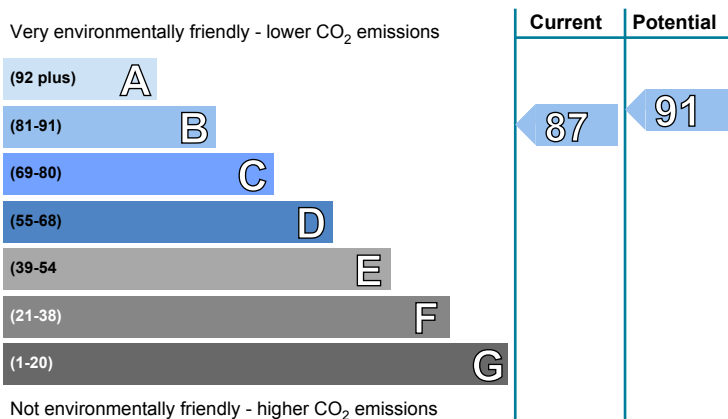 Current Potential
Very environmentally friendly - lower CO2 emissions
(92 plus) A
(81-91) B
87 91
(69-80) C
(55-68) D
(39-54 E
(21-38) F
(1-20) G
Not environmentally friendly - higher CO2 emissions